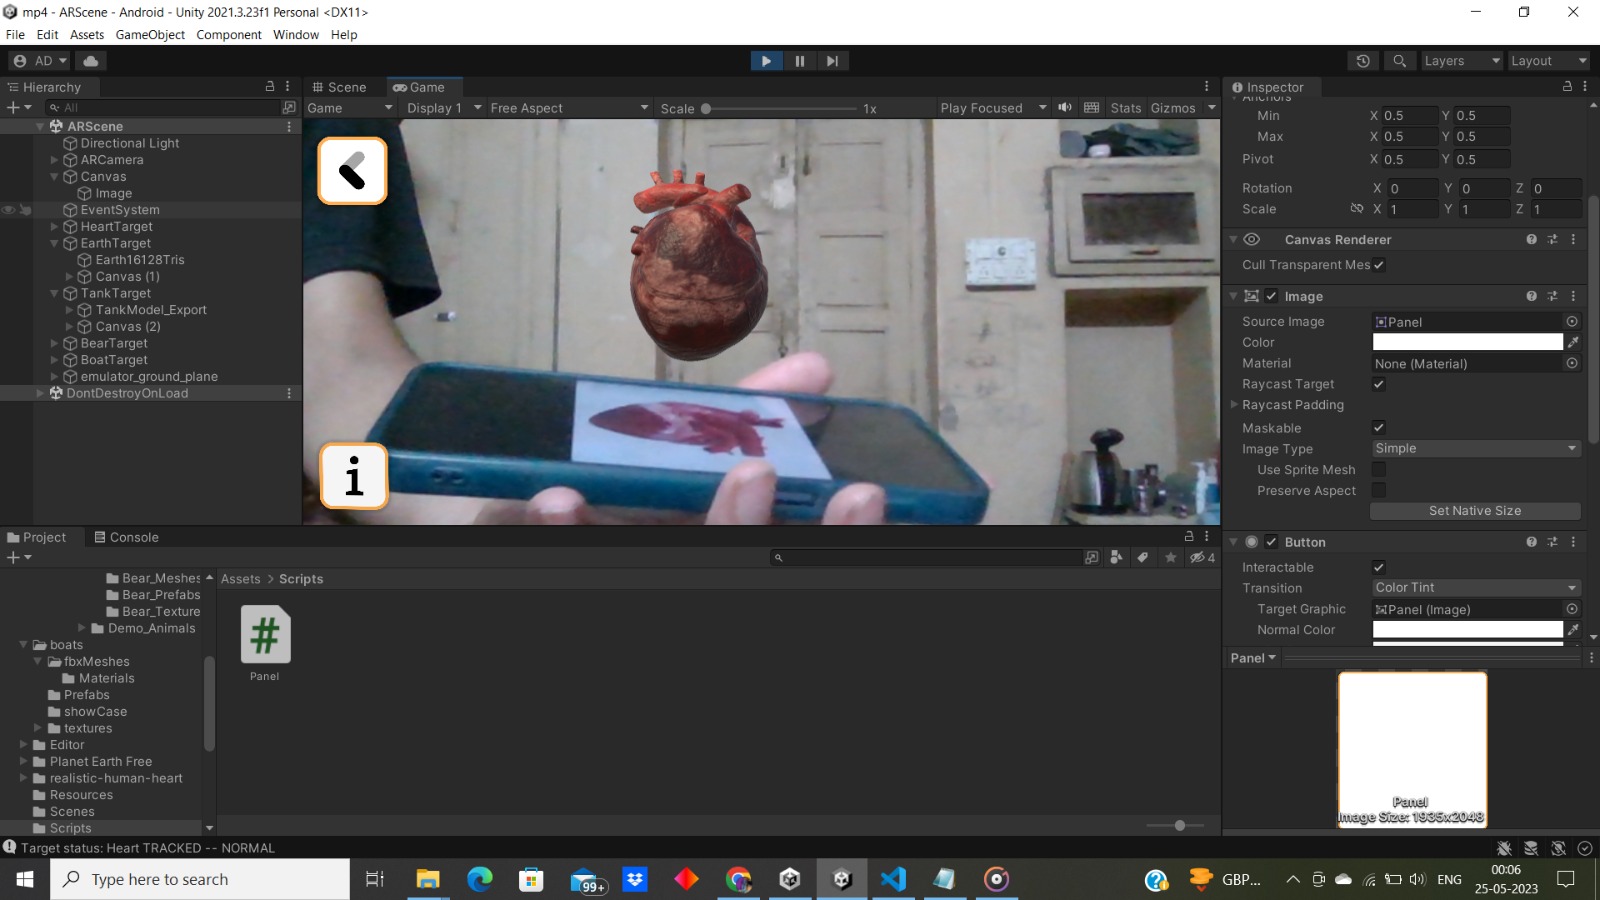 mp4 - ARScene - Android - Unity 2021.3.23f1 Personal <DX11>
File Edit Assets GameObject Component Window Help
AD
Layers Layout
Hierarchy
All
ARScene
Directional Light
ARCamera
Canvas
Image
EventSystem
HeartTarget
EarthTarget
Earth16128Tris
Canvas (1)
TankTarget
TankModel_Export
Canvas (2)
BearTarget
BoatTarget
emulator_ground_plane
DontDestroyOnLoad
Scene Game
Game Display 1 Free Aspect Scale 1x Play Focused Stats Gizmos
i
Inspector
Anchors
Min X 0.5 Y 0.5
Max X 0.5 Y 0.5
Pivot X 0.5 Y 0.5
Rotation X 0 Y 0 Z 0
Scale X 1 Y 1 Z 1
Canvas Renderer
Cull Transparent Mes
Image
Source Image Panel
Color
Material None (Material)
Raycast Target
Raycast Padding
Maskable
Image Type Simple
Use Sprite Mesh
Preserve Aspect
Set Native Size
Button
Interactable
Transition Color Tint
Target Graphic Panel (Image)
Normal Color
Panel
Panel
Image Size: 1935x2048
Project Console
4
Bear_Meshes
Bear_Prefabs
Bear_Texture
Demo_Animals
boats
fbxMeshes
Materials
Prefabs
showCase
textures
Editor
Planet Earth Free
realistic-human-heart
Resources
Scenes
Scripts
Assets > Scripts
#
Panel
Target status: Heart TRACKED -- NORMAL
Type here to search
99+
GBP...
ENG
00:06
25-05-2023